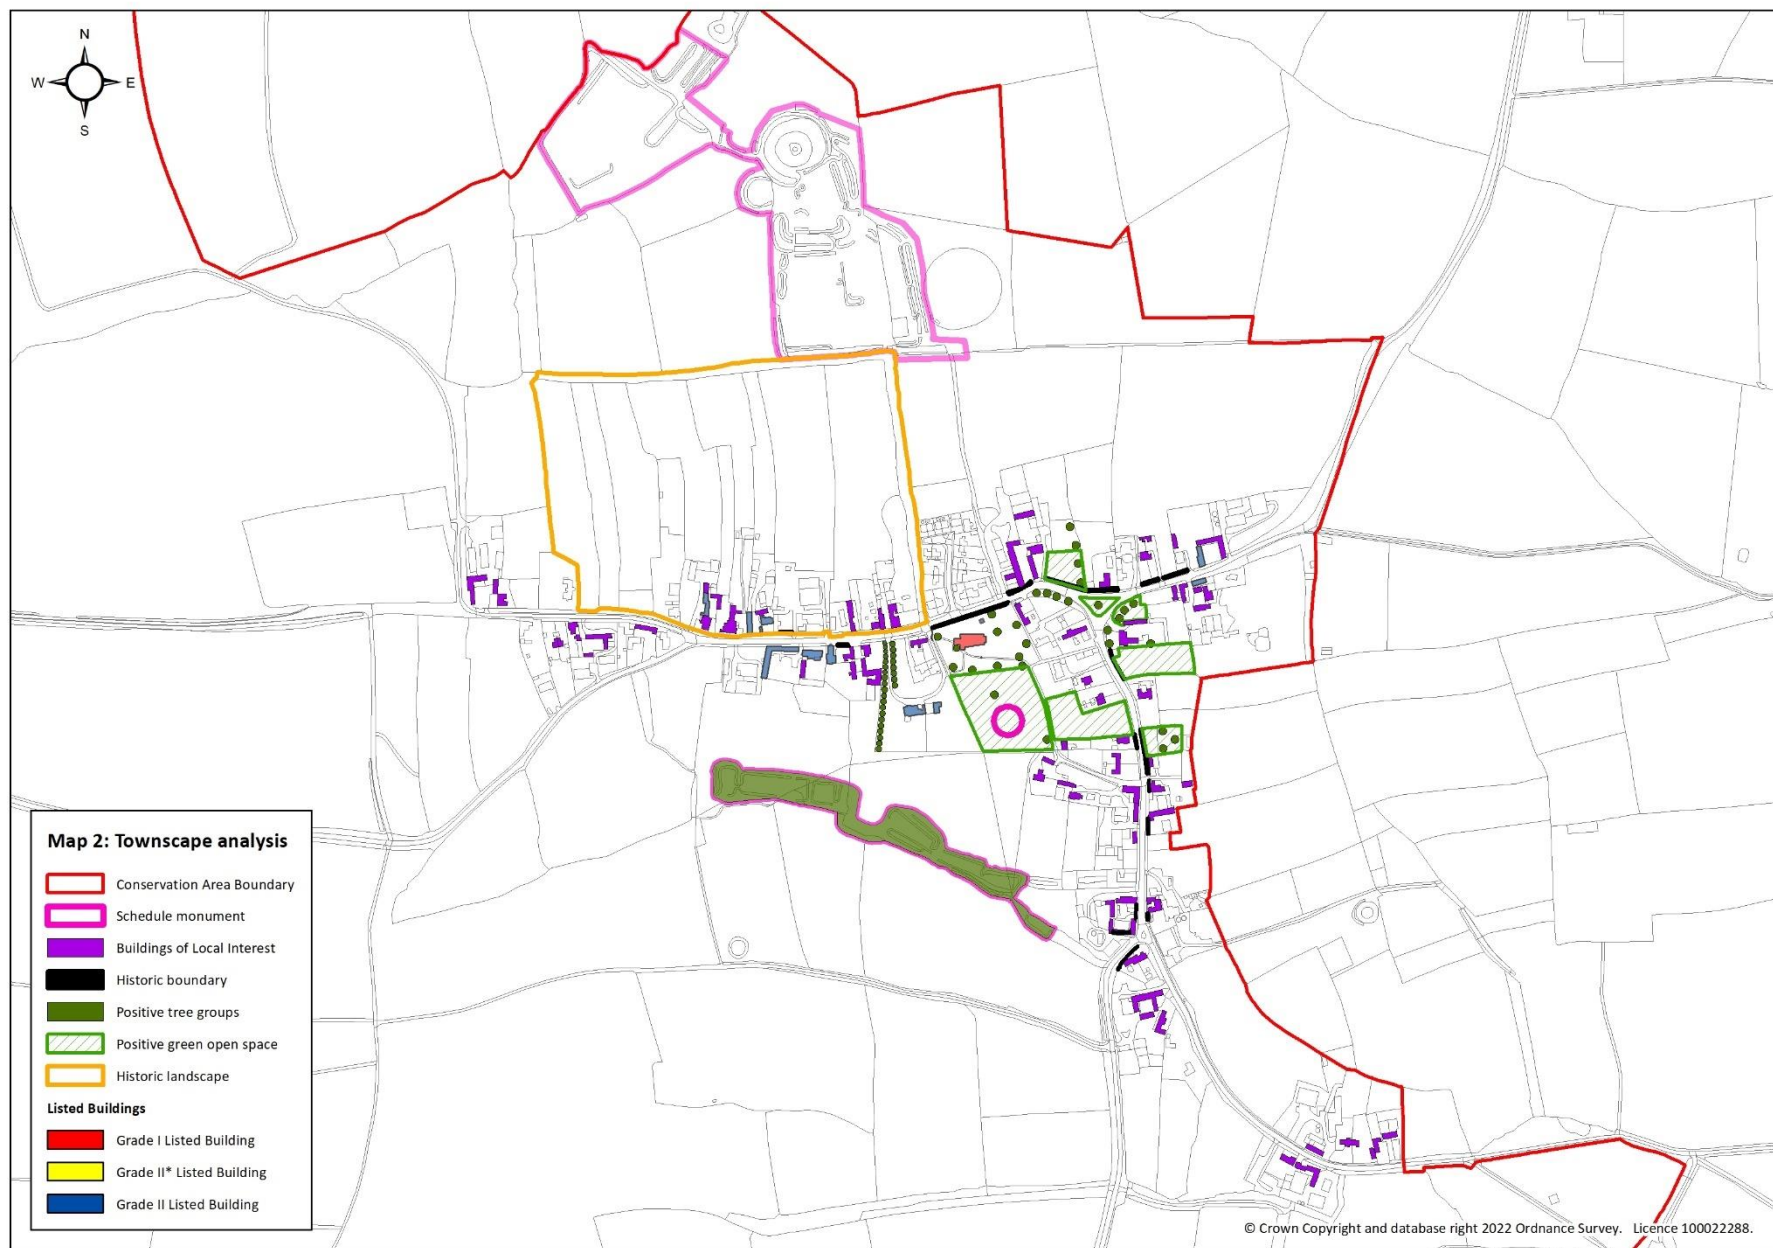 N
W E
S
Map 2: Townscape analysis
Conservation Area Boundary
Schedule monument
Buildings of Local Interest
Historic boundary
Positive tree groups
Positive green open space
Historic landscape
Listed Buildings
Grade I Listed Building
Grade II* Listed Building
Grade II Listed Building
© Crown Copyright and database right 2022 Ordnance Survey. Licence 100022288.